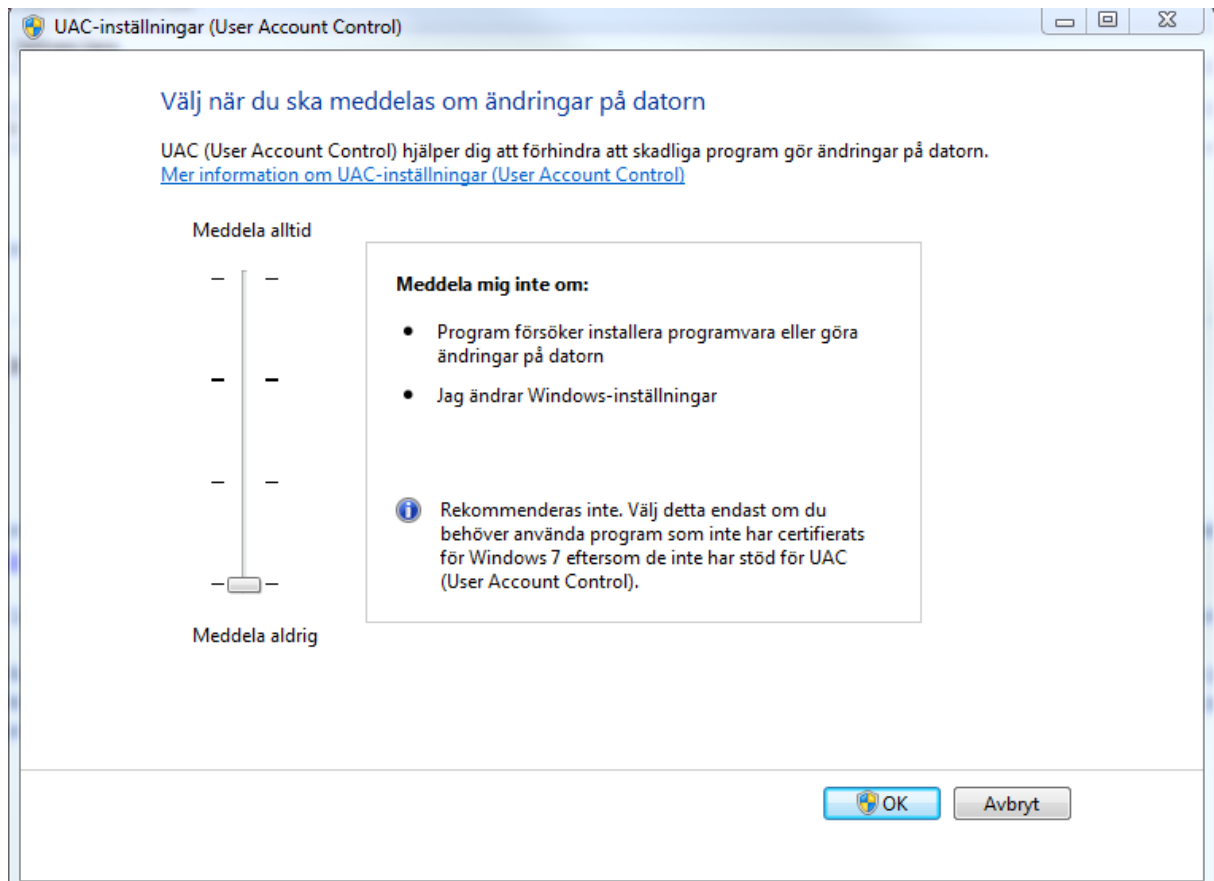 UAC-inställningar (User Account Control)
Välj när du ska meddelas om ändringar på datorn
UAC (User Account Control) hjälper dig att förhindra att skadliga program gör ändringar på datorn.
Mer information om UAC-inställningar (User Account Control)
Meddela alltid
Meddela mig inte om:
Program försöker installera programvara eller göra
ändringar på datorn
Jag ändrar Windows-inställningar
Rekommenderas inte. Välj detta endast om du
behöver använda program som inte har certifierats
för Windows 7 eftersom de inte har stöd för UAC
(User Account Control).
Meddela aldrig
OK
Avbryt